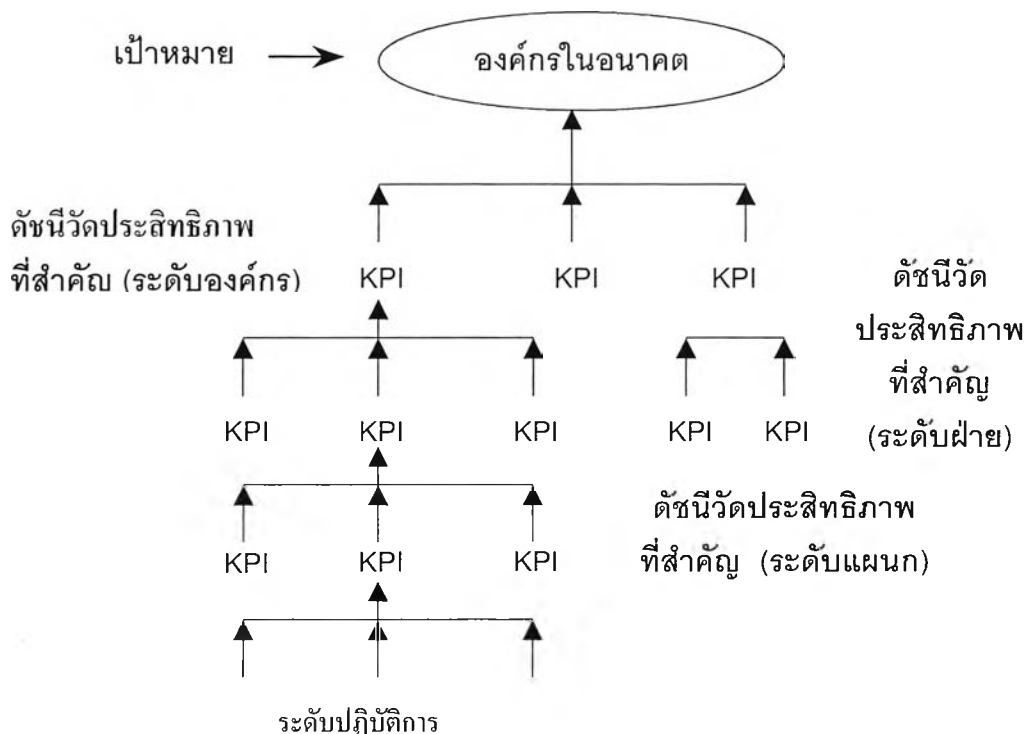 เป้าหมาย
องค์กรในอนาคต
ดัชนีวัดประสิทธิภาพ
ที่สำคัญ (ระดับองค์กร)
KPI KPI KPI
ดัชนีวัด
ประสิทธิภาพ
ที่สำคัญ
(ระดับฝ่าย)
KPI KPI KPI KPI KPI
ดัชนีวัดประสิทธิภาพ
ที่สำคัญ (ระดับแผนก)
KPI KPI KPI
ระดับปฏิบัติการ